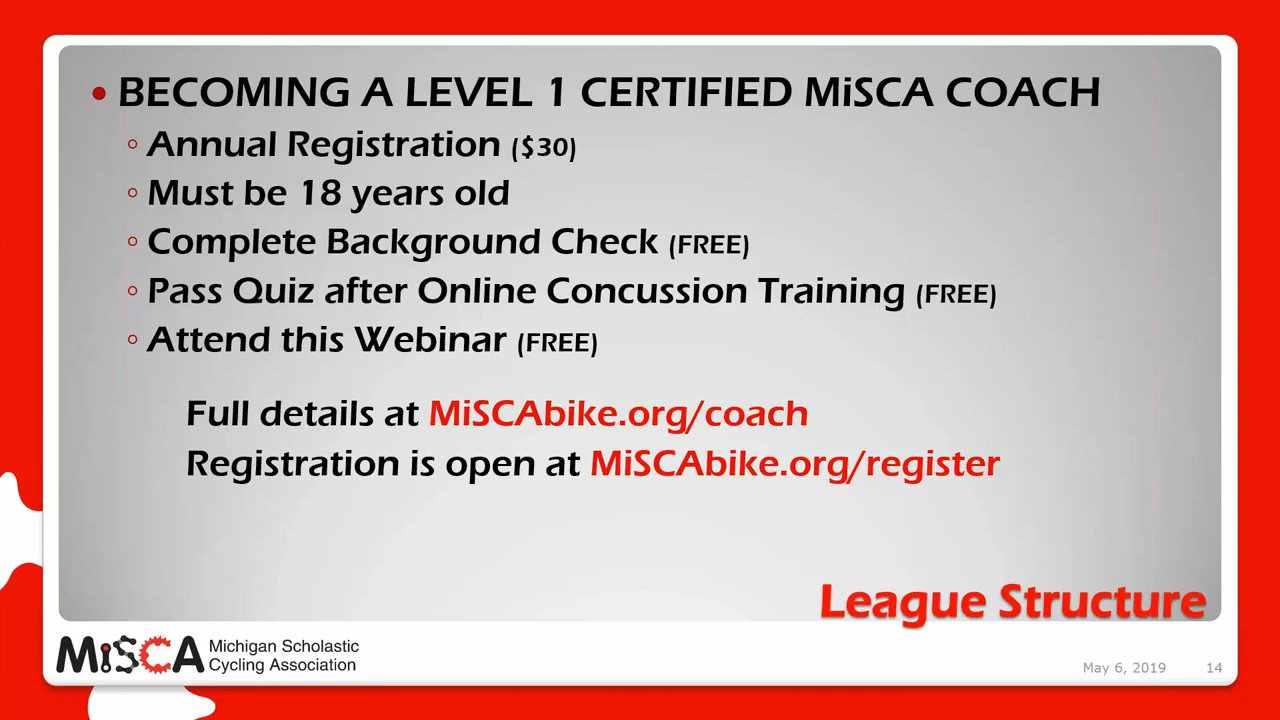 BECOMING A LEVEL 1 CERTIFIED MiSCA COACH
Annual Registration ($30)
Must be 18 years old
Complete Background Check (FREE)
Pass Quiz after Online Concussion Training (FREE)
Attend this Webinar (FREE)
Full details at MiSCAbike.org/coach
Registration is open at MiSCAbike.org/register
League Structure
MiSCA Michigan Scholastic
Cycling Association
May 6, 2019 14